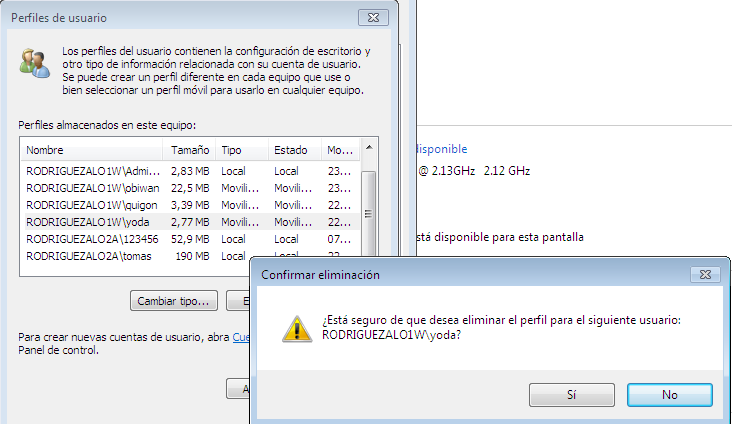 Perfiles de usuario
Los perfiles del usuario contienen la configuración de escritorio y
otro tipo de información relacionada con su cuenta de usuario.
Se puede crear un perfil diferente en cada equipo que use o
bien seleccionar un perfil móvil para usarlo en cualquier equipo.
Perfiles almacenados en este equipo:
Nombre Tamaño Tipo Estado Mo...
RODRIGUEZALO1W\Admi... 2,83 MB Local Local 23...
RODRIGUEZALO1W\obiwan 22,5 MB Movili... Movili... 23...
RODRIGUEZALO1W\quigon 3,39 MB Movili... Movili... 22...
RODRIGUEZALO1W\yoda 2,77 MB Movili... Movili... 22...
RODRIGUEZALO2A\123456 52,9 MB Local Local 07...
RODRIGUEZALO2A\tomas 190 MB Local
Cambiar tipo... E
Para crear nuevas cuentas de usuario, abra Cue
Panel de control.
A
disponible
@ 2.13GHz 2.12 GHz
stá disponible para esta pantalla
Confirmar eliminación
¿Está seguro de que desea eliminar el perfil para el siguiente usuario:
RODRIGUEZALO1W\yoda?
Sí No